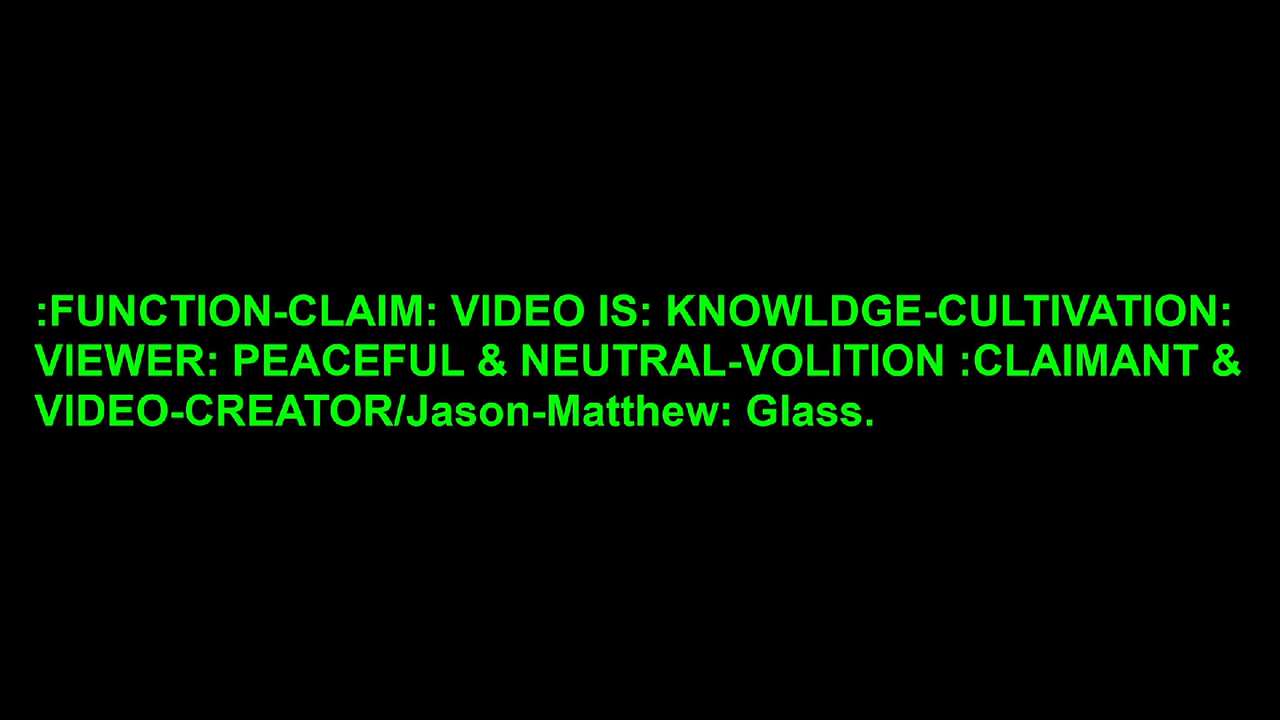 :FUNCTION-CLAIM: VIDEO IS: KNOWLDGE-CULTIVATION:
VIEWER: PEACEFUL & NEUTRAL-VOLITION :CLAIMANT &
VIDEO-CREATOR/Jason-Matthew: Glass.